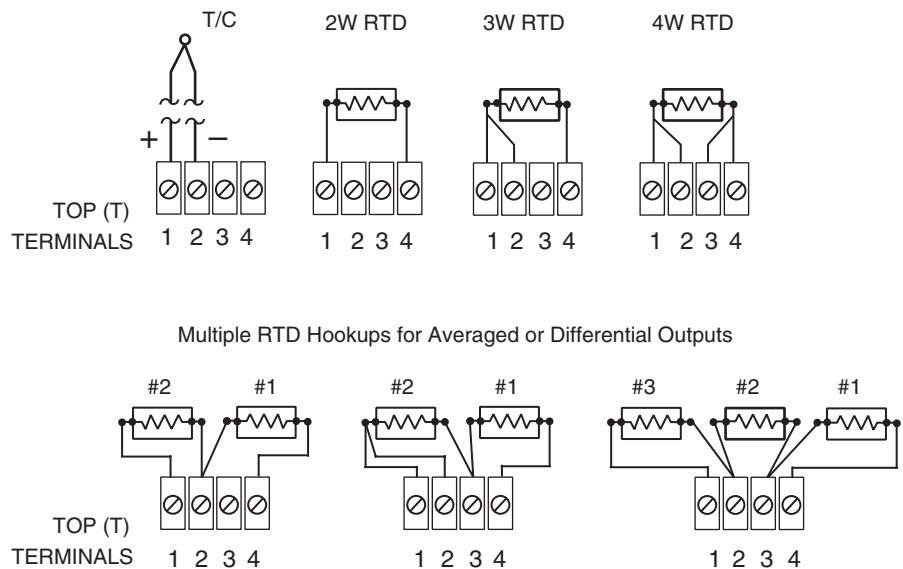 T/C 2W RTD 3W RTD 4W RTD
+ −
TOP (T)
TERMINALS 1 2 3 4 1 2 3 4 1 2 3 4 1 2 3 4
Multiple RTD Hookups for Averaged or Differential Outputs
#2 #1 #2 #1 #3 #2 #1
TOP (T)
TERMINALS 1 2 3 4 1 2 3 4 1 2 3 4